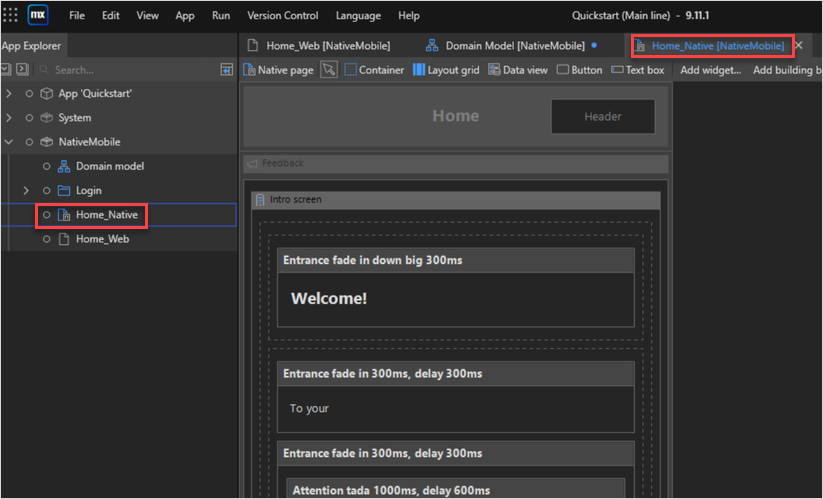 mx File Edit View App Run Version Control Language Help Quickstart (Main line) - 9.11.1
App Explorer
Home_Web [NativeMobile] Domain Model [NativeMobile] Home_Native [NativeMobile]
Search...
Native page Container Layout grid Data view Button Text box Add widget... Add building b
App 'Quickstart'
System
NativeMobile
Domain model
Login
Home_Native
Home_Web
Home Header
Feedback
Intro screen
Entrance fade in down big 300ms
Welcome!
Entrance fade in 300ms, delay 300ms
To your
Entrance fade in 300ms, delay 300ms
Attention tada 1000ms, delay 600ms